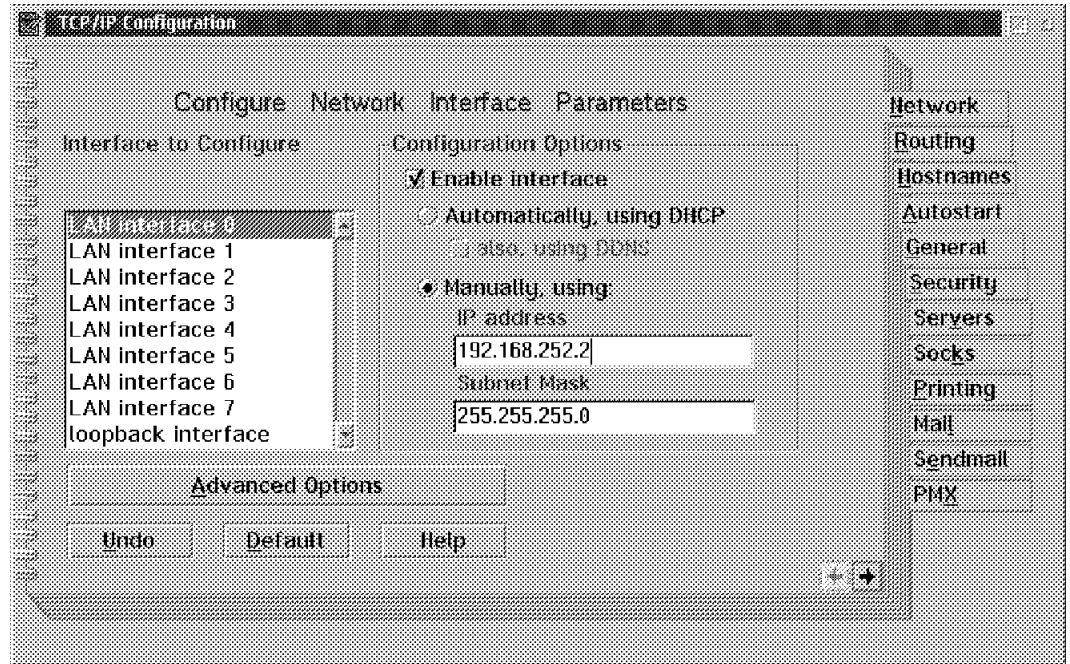 TCP/IP Configuration
Configure Network Interface Parameters
Interface to Configure
LAN interface 0
LAN interface 1
LAN interface 2
LAN interface 3
LAN interface 4
LAN interface 5
LAN interface 6
LAN interface 7
loopback interface
Configuration Options
Enable interface
Automatically, using DHCP
also, using DDNS
Manually, using:
IP address
192.168.252.2
Subnet Mask
255.255.255.0
Advanced Options
Undo
Default
Help
Network
Routing
Hostnames
Autostart
General
Security
Servers
Socks
Printing
Mail
Sendmail
PMX